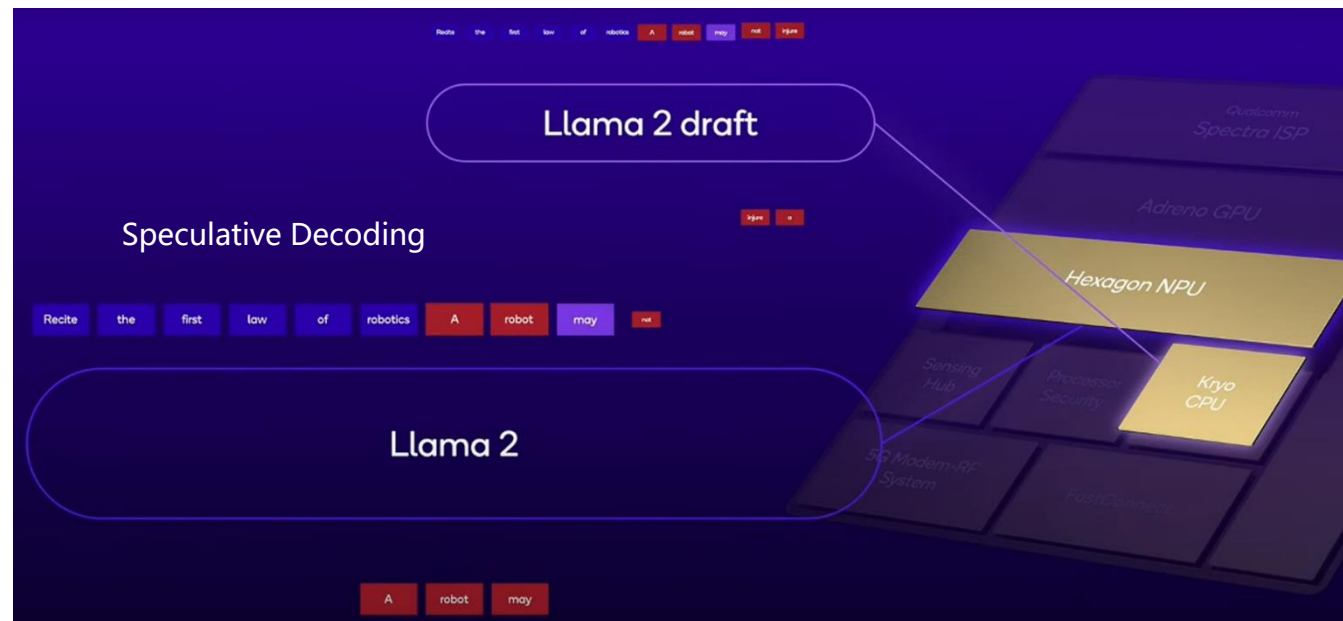 Recite the first law of robotics A robot may not injure
Llama 2 draft
Qualcomm
Spectra ISP
Adreno GPU
injure a
Speculative Decoding
Hexagon NPU
Recite the first law of robotics A robot may not
Sensing
Hub
Processor
Security
Kryo
CPU
Llama 2
5G Modem-RF
System
FastConnect
A robot may